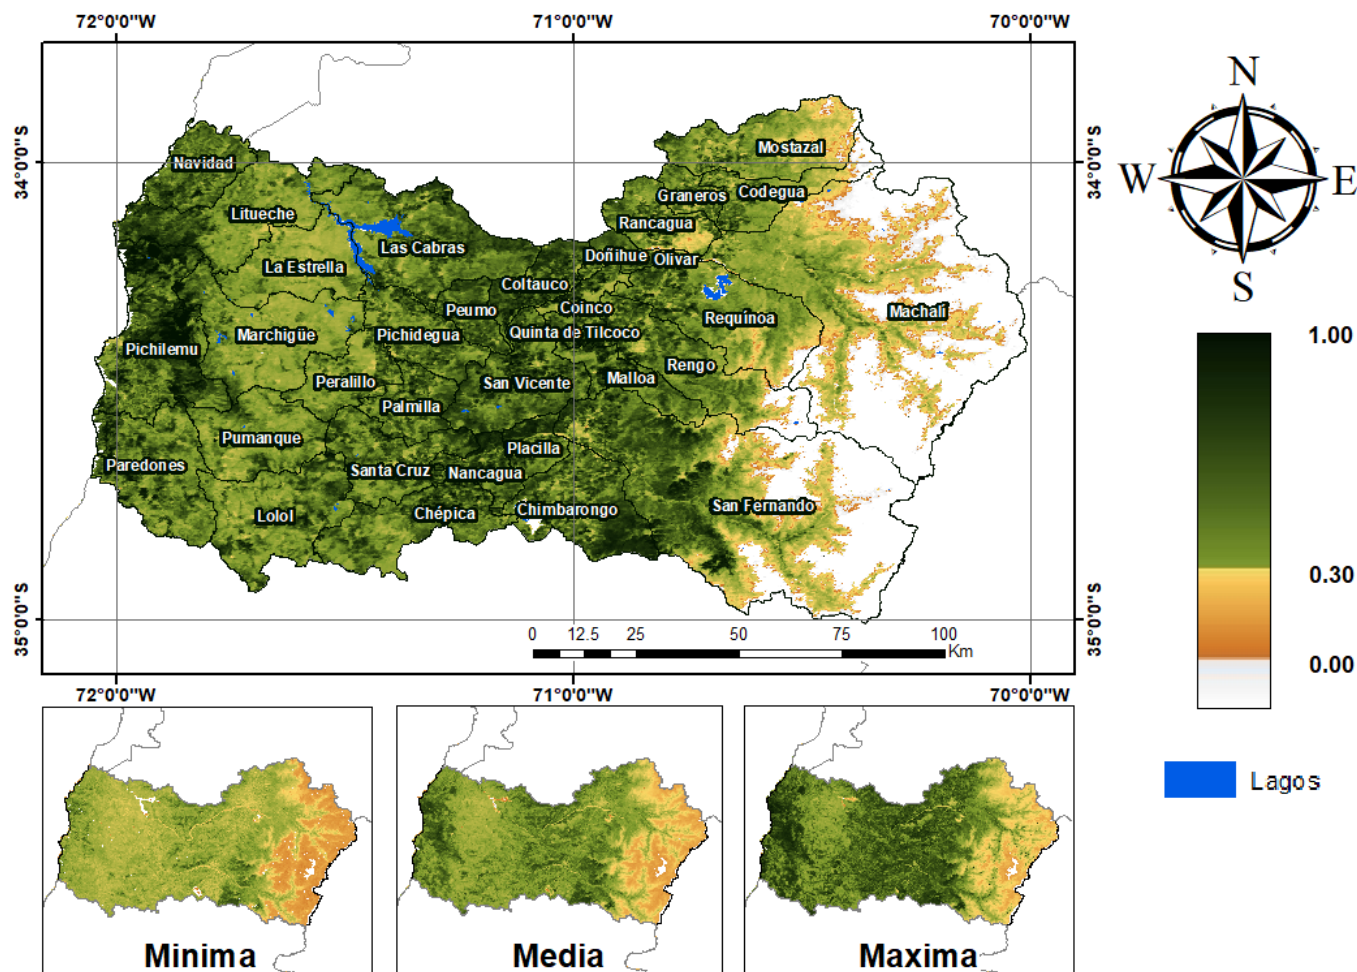 72°0'0"W
71°0'0"W
70°0'0"W
34°0'0"S
34°0'0"S
35°0'0"S
35°0'0"S
N
W
E
S
Navidad
Mostazal
Graneros
Codegua
Litueche
Rancagua
Las Cabras
Doñihue
Olivar
La Estrella
Coltauco
Peumo
Coinco
Requínoa
Machalí
Marchigüe
Pichidegua
Quinta de Tilcoco
Pichilemu
Rengo
Peralillo
San Vicente
Malloa
Palmilla
Pumanque
Placilla
Paredones
Santa Cruz
Nancagua
San Fernando
Lolol
Chépica
Chimbarongo
0 12.5 25 50 75 100
Km
72°0'0"W
71°0'0"W
70°0'0"W
1.00
0.30
0.00
Lagos
Minima
Media
Maxima